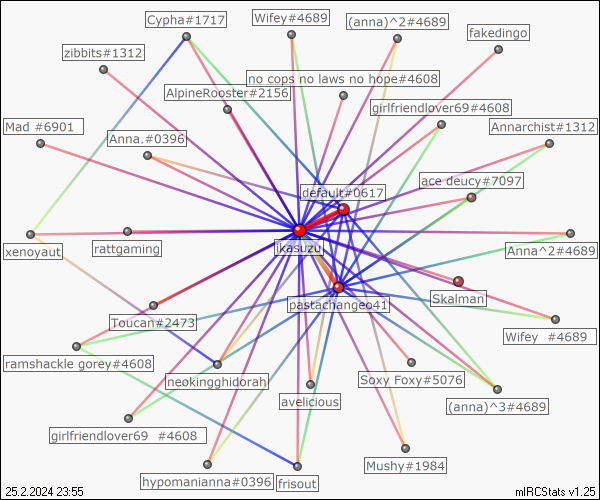 Cypha#1717
Wifey#4689
(anna)^2#4689
fakedingo
zibbits#1312
no cops no laws no hope#4608
AlpineRooster#2156
girlfriendlover69#4608
Mad #6901
Anna.#0396
Annarchist#1312
default#0617
ace deucy#7097
xenoyaut
rattgaming
ikasuzu
Anna^2#4689
pastachangeo41
Skalman
Toucan#2473
Wifey  #4689
ramshackle gorey#4608
neokingghidorah
Soxy Foxy#5076
avelicious
(anna)^3#4689
girlfriendlover69  #4608
Mushy#1984
hypomanianna#0396
frisout
25.2.2024 23:55
mIRCStats v1.25